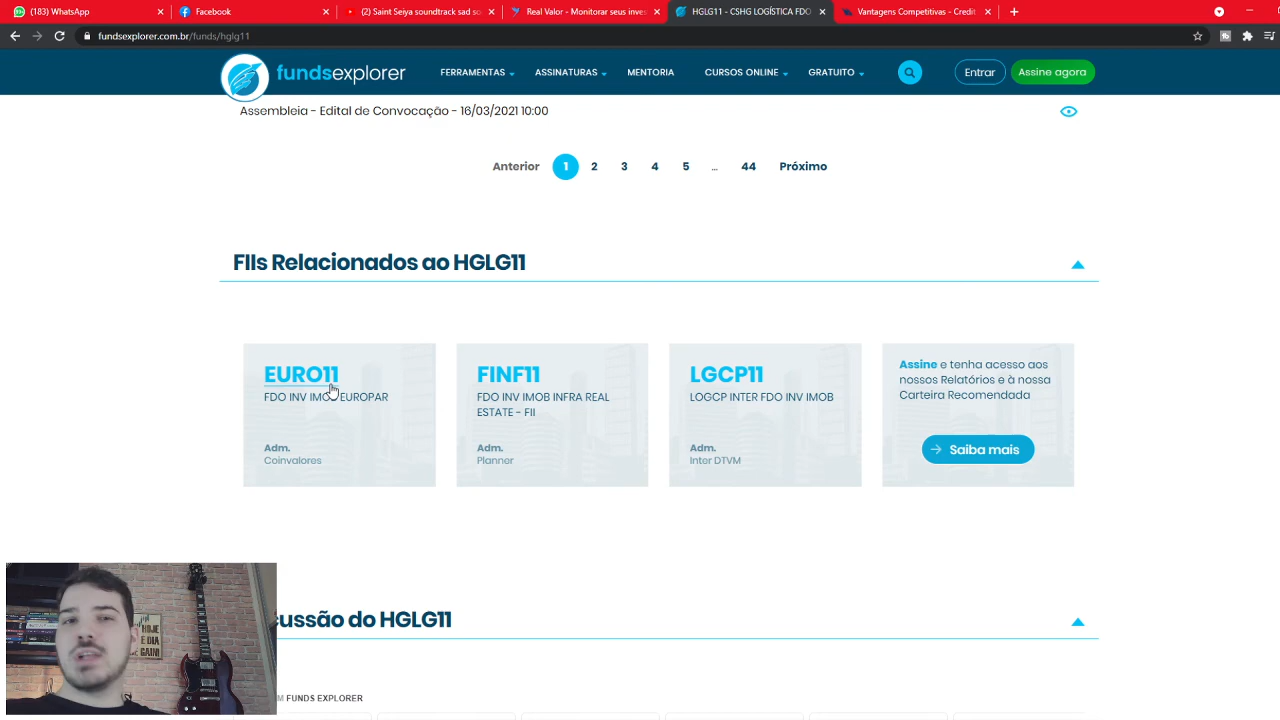 (183) WhatsApp
Facebook
(2) Saint Seiya soundtrack sad so
Real Valor - Monitorar seus inves
HGLG11 - CSHG LOGÍSTICA FDO
Vantagens Competitivas - Credit
fundsexplorer.com.br/funds/hglg11
fundsexplorer
FERRAMENTAS
ASSINATURAS
MENTORIA
CURSOS ONLINE
GRATUITO
Entrar
Assine agora
Assembleia - Edital de Convocação - 16/03/2021 10:00
Anterior 1 2 3 4 5 ... 44 Próximo
FIIs Relacionados ao HGLG11
EURO11
FDO INV IMO EUROPAR
Adm.
Coinvalores
FINF11
FDO INV IMOB INFRA REAL
ESTATE - FII
Adm.
Planner
LGCP11
LOGCP INTER FDO INV IMOB
Adm.
Inter DTVM
Assine e tenha acesso aos
nossos Relatórios e à nossa
Carteira Recomendada
Saiba mais
cussão do HGLG11
M FUNDS EXPLORER
HOJE
É DIA